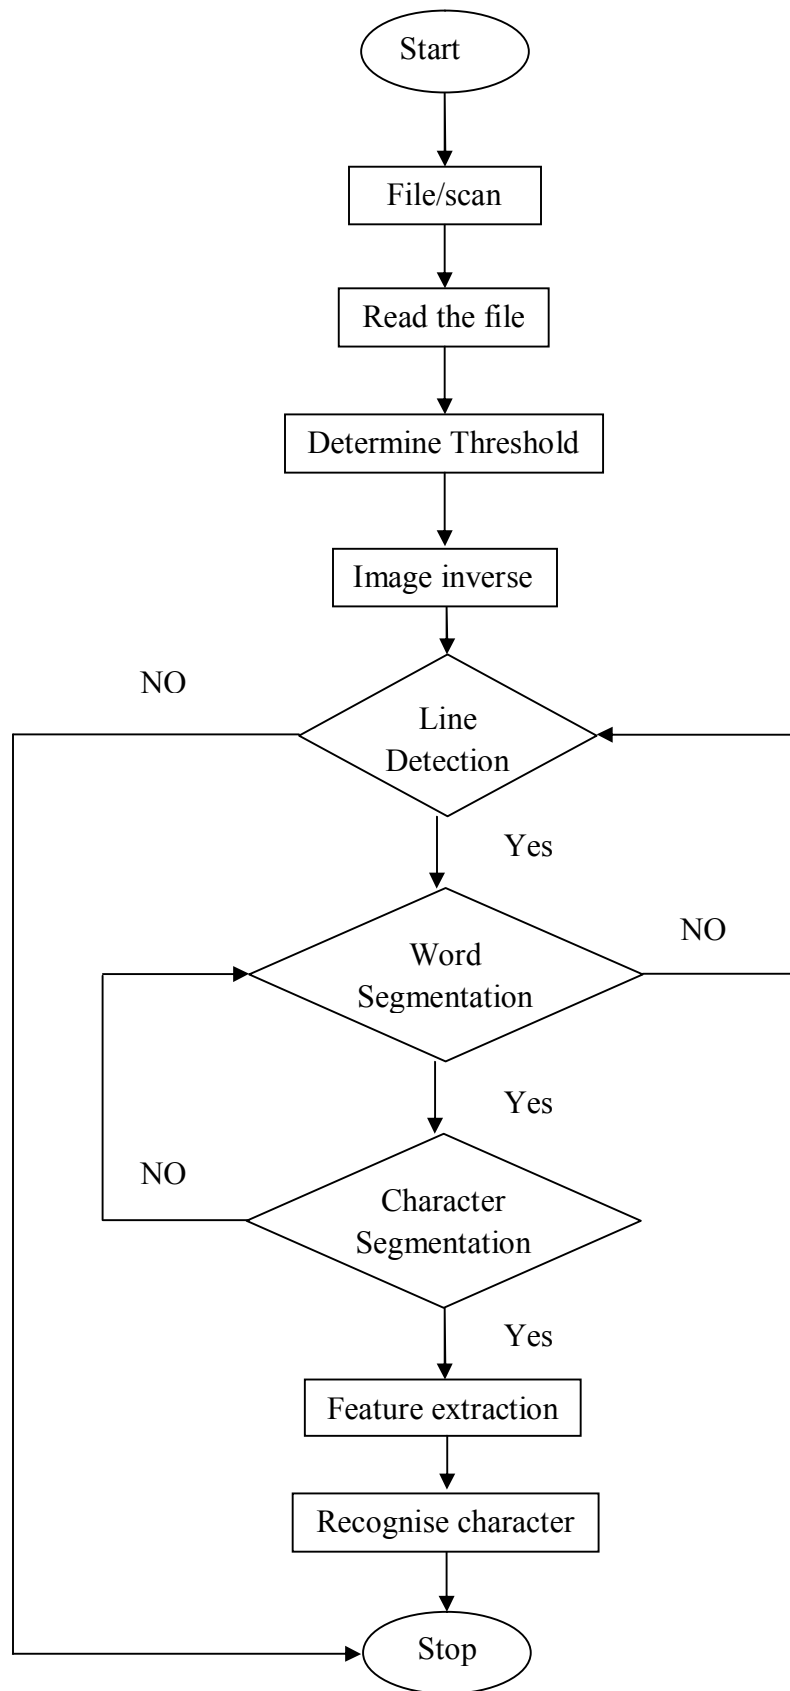 Start
File/scan
Read the file
Determine Threshold
Image inverse
NO
Line
Detection
Yes
NO
Word
Segmentation
Yes
NO
Character
Segmentation
Yes
Feature extraction
Recognise character
Stop